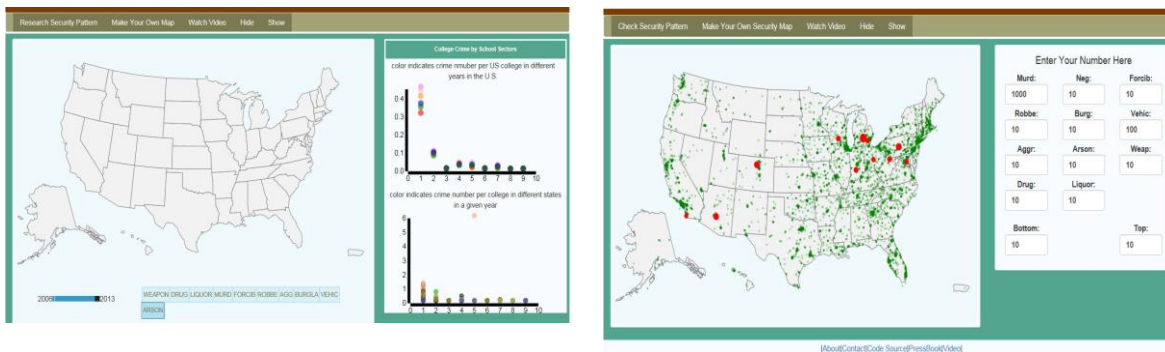 Research Security Pattern Make Your Own Map Watch Video Hide Show
College Crime by School Sectors
color indicates crime nmuber per US college in different
years in the U.S.
0.4
0.3
0.2
0.1
0.0
0 1 2 3 4 5 6 7 8 9 10
color indicates crime number per college in different states
in a given year
6
5
4
3
2
1
0
0 1 2 3 4 5 6 7 8 9 10
2013
WEAPON DRUG LIQUOR MURD FORCIB ROBBE AGG BURGLA VEHIC
ARSON
Check Security Pattern Make Your Own Security Map Watch Video Hide Show
Enter Your Number Here
Murd: Neg: Forcib:
1000 10 10
Robbe: Burg: Vehic:
10 10 100
Aggr: Arson: Weap:
10 10 10
Drug: Liquor:
10 10
Bottom: Top:
10 10
|About|Contact|Code Source|PressBook|Video|